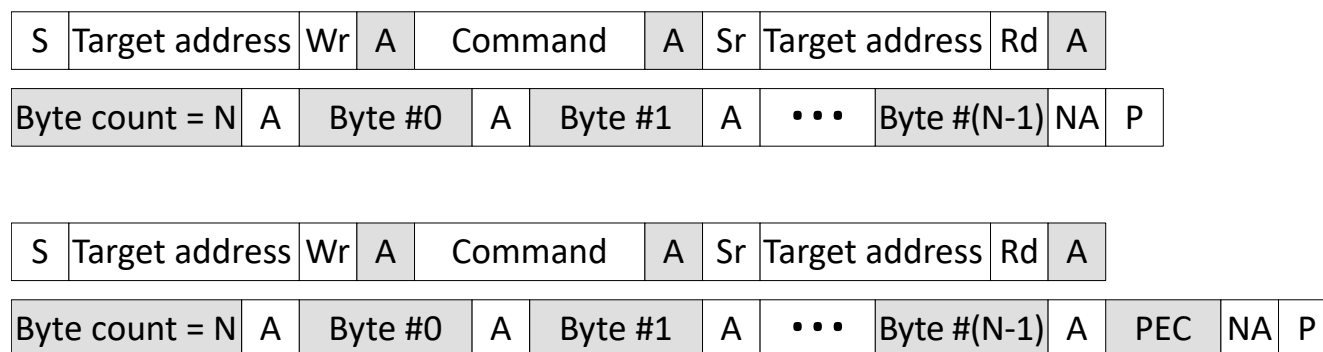 S Target address Wr A Command A Sr Target address Rd A
Byte count = N A Byte #0 A Byte #1 A ••• Byte #(N-1) NA P
S Target address Wr A Command A Sr Target address Rd A
Byte count = N A Byte #0 A Byte #1 A ••• Byte #(N-1) A PEC NA P